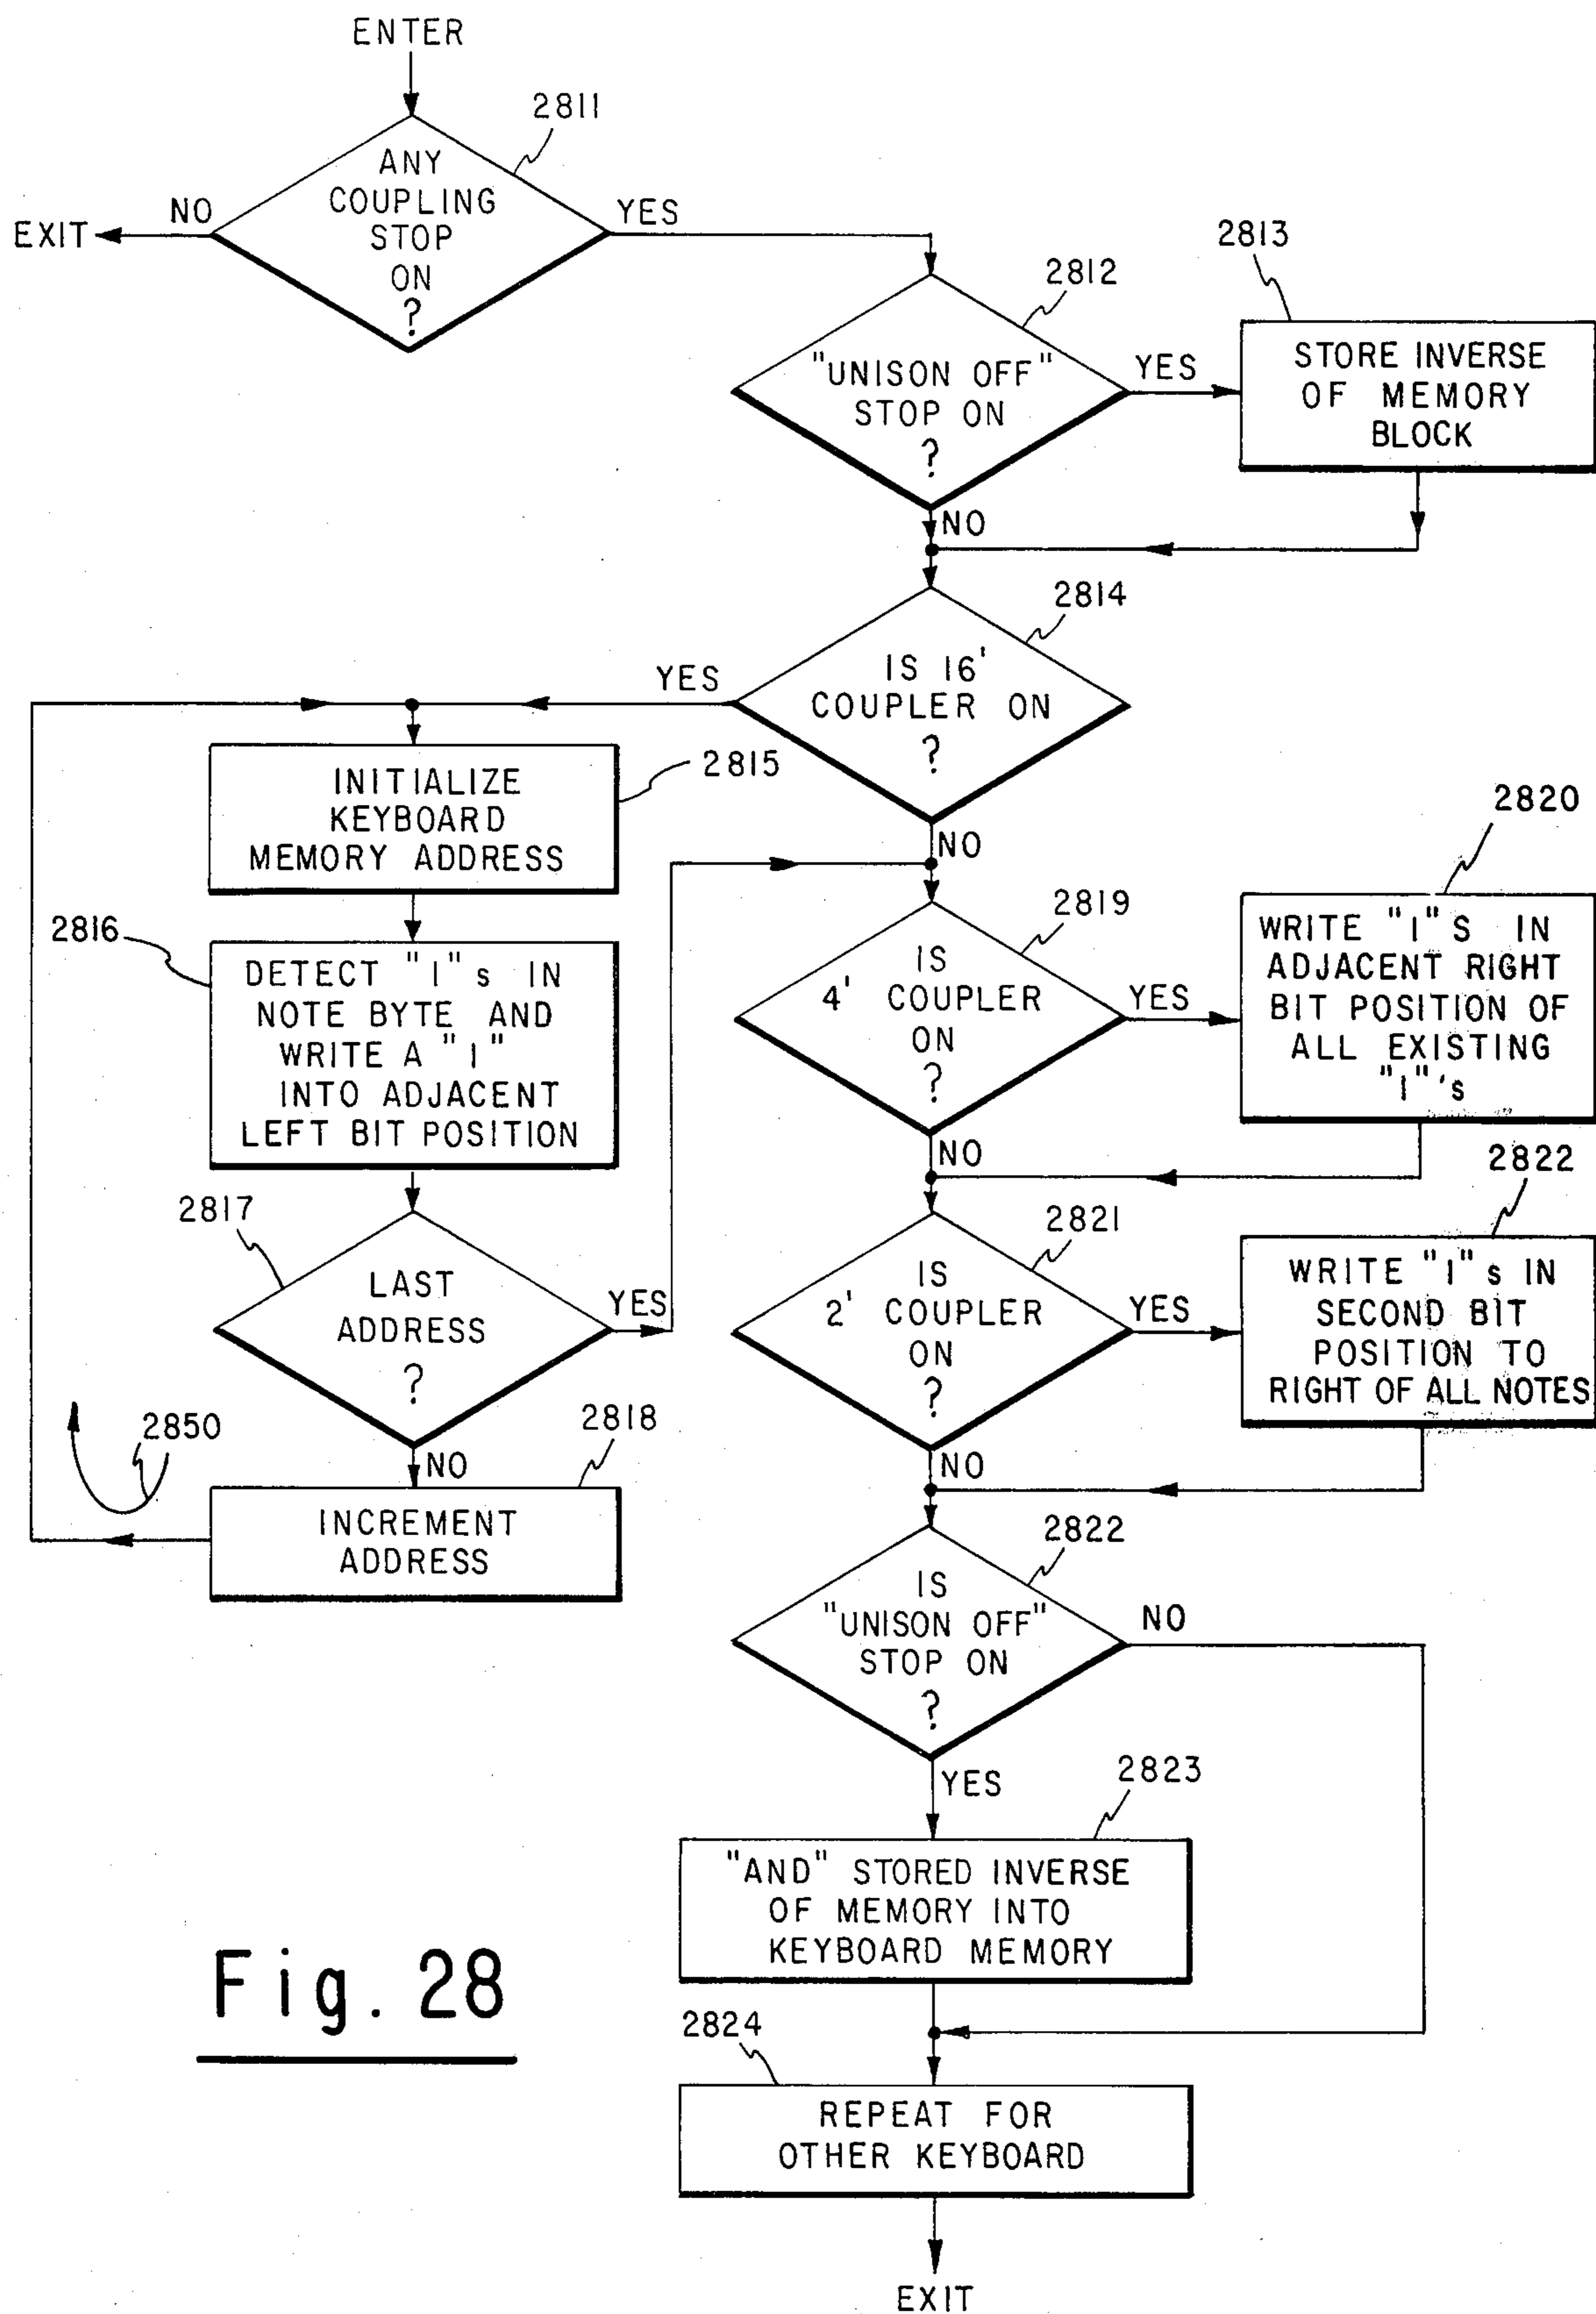 ENTER
2811
ANY
COUPLING
STOP
ON
?
NO
EXIT
YES
2812
"UNISON OFF"
STOP ON
?
YES
NO
2813
STORE INVERSE
OF MEMORY
BLOCK
2814
IS 16'
COUPLER ON
?
YES
NO
2815
INITIALIZE
KEYBOARD
MEMORY ADDRESS
2816
DETECT "1"s IN
NOTE BYTE AND
WRITE A "1"
INTO ADJACENT
LEFT BIT POSITION
2817
LAST
ADDRESS
?
YES
NO
2850
2818
INCREMENT
ADDRESS
2819
IS
4' COUPLER
ON
?
YES
NO
2820
WRITE "1"S IN
ADJACENT RIGHT
BIT POSITION OF
ALL EXISTING
"1"'s
2821
IS
2' COUPLER
ON
?
YES
NO
2822
WRITE "1"s IN
SECOND BIT
POSITION TO
RIGHT OF ALL NOTES
2822
IS
"UNISON OFF"
STOP ON
?
NO
YES
2823
"AND" STORED INVERSE
OF MEMORY INTO
KEYBOARD MEMORY
2824
REPEAT FOR
OTHER KEYBOARD
EXIT
Fig. 28